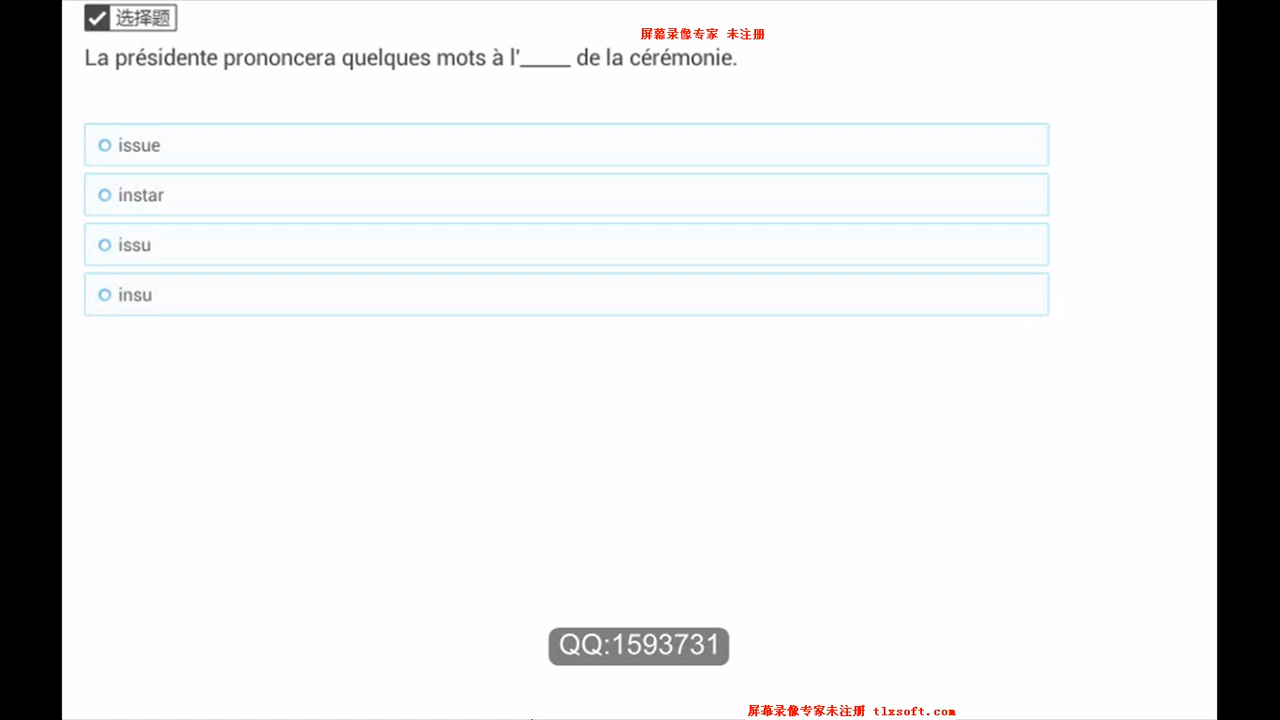 选择题
屏幕录像专家 未注册
La présidente prononcera quelques mots à l'_____ de la cérémonie.
issue
instar
issu
insu
QQ:1593731
屏幕录像专家未注册 tlxsoft.com